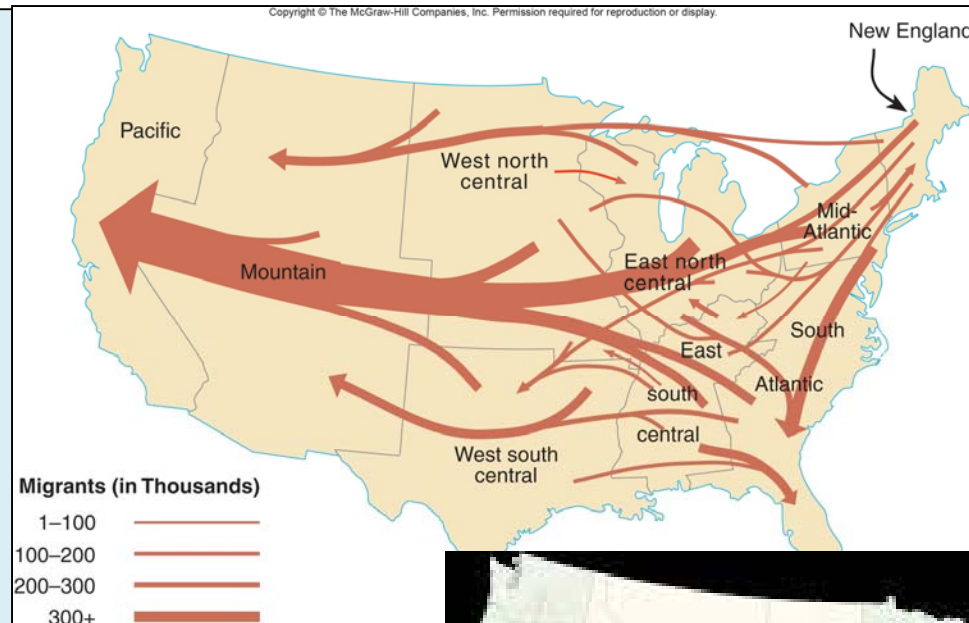 Copyright © The McGraw-Hill Companies, Inc. Permission required for reproduction or display.
New England
Pacific
West north
central
Mid-
Atlantic
East north
central
Mountain
South
Atlantic
East
south
central
West south
central
Migrants (in Thousands)
1–100
100–200
200–300
300+